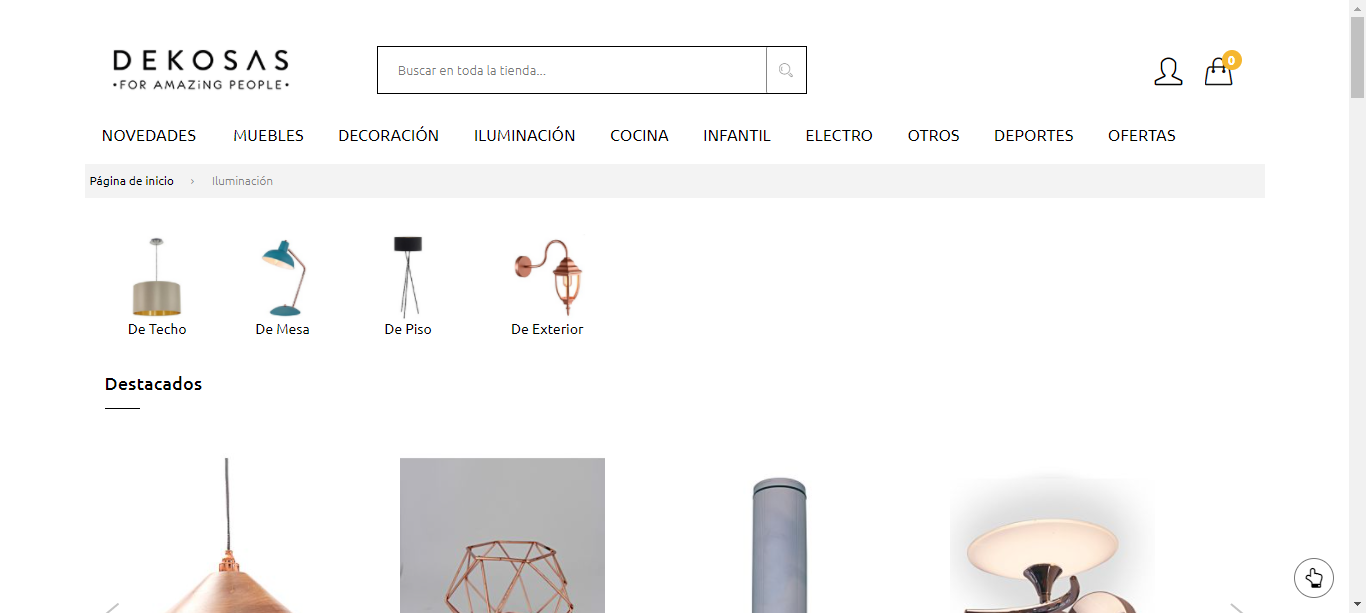 DEKOSAS
•FOR AMAZiNG PEOPLE•
Buscar en toda la tienda...
0
NOVEDADES MUEBLES DECORACIÓN ILUMINACIÓN COCINA INFANTIL ELECTRO OTROS DEPORTES OFERTAS
Página de inicio › Iluminación
De Techo De Mesa De Piso De Exterior
Destacados